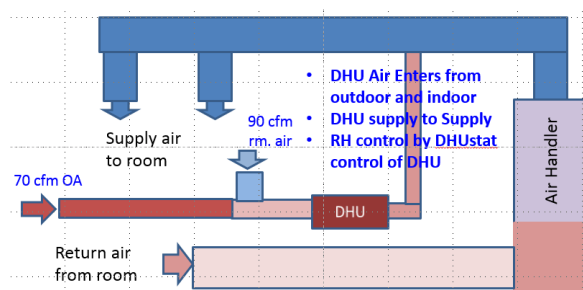 • DHU Air Enters from
outdoor and indoor
• DHU supply to Supply
• RH control by DHUstat
control of DHU
90 cfm
rm. air
Supply air
to room
70 cfm OA
DHU
Air Handler
Return air
from room